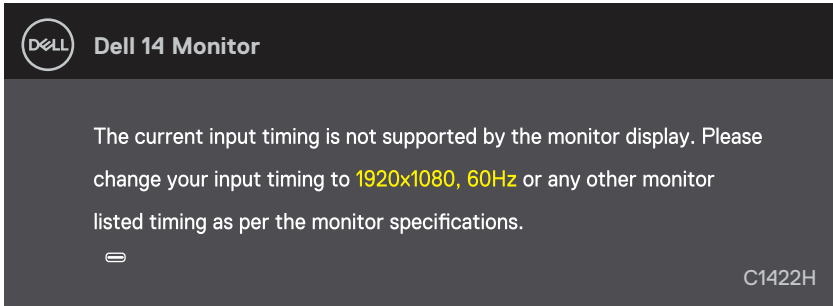 DELL
Dell 14 Monitor
The current input timing is not supported by the monitor display. Please
change your input timing to 1920x1080, 60Hz or any other monitor
listed timing as per the monitor specifications.
C1422H